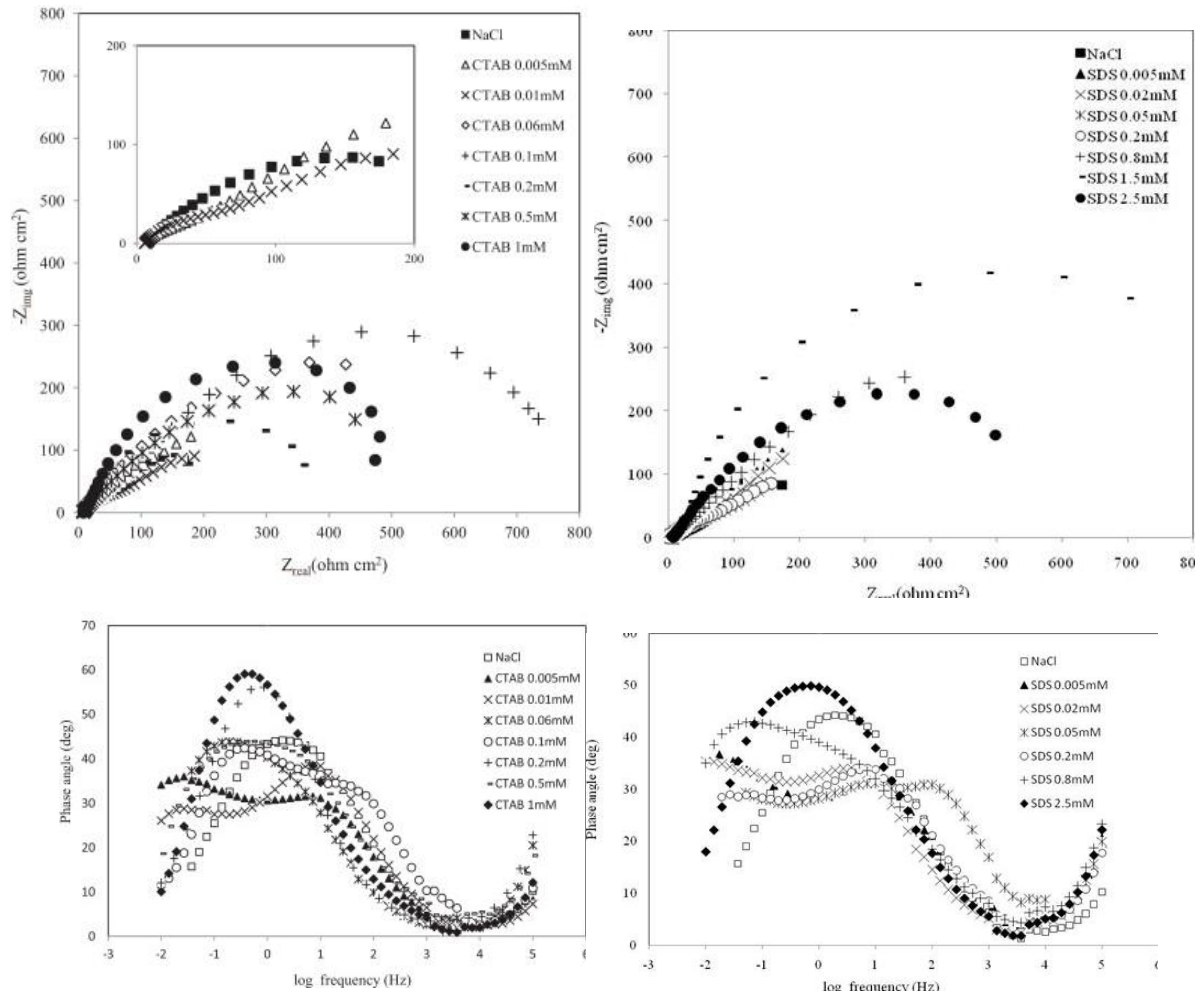 800
700
600
500
400
300
200
100
0
-Zimg (ohm cm²)
0 100 200 300 400 500 600 700 800
Zreal(ohm cm²)
200
100
0
0 100 200
NaCl
CTAB 0.005mM
CTAB 0.01mM
CTAB 0.06mM
CTAB 0.1mM
CTAB 0.2mM
CTAB 0.5mM
CTAB 1mM
800
700
600
500
400
300
200
100
0
-Zimg (ohm cm²)
0 100 200 300 400 500 600 700 80
(ohm cm²)
NaCl
SDS 0.005mM
SDS 0.02mM
SDS 0.05mM
SDS 0.2mM
SDS 0.8mM
SDS 1.5mM
SDS 2.5mM
70
60
50
40
30
20
10
0
Phase angle (deg)
-3 -2 -1 0 1 2 3 4 5 6
log frequency (Hz)
NaCl
CTAB 0.005mM
CTAB 0.01mM
CTAB 0.06mM
CTAB 0.1mM
CTAB 0.2mM
CTAB 0.5mM
CTAB 1mM
60
50
40
30
20
10
0
Phase angle (deg)
-3 -2 -1 0 1 2 3 4 5 6
log frequency (Hz)
NaCl
SDS 0.005mM
SDS 0.02mM
SDS 0.05mM
SDS 0.2mM
SDS 0.8mM
SDS 2.5mM